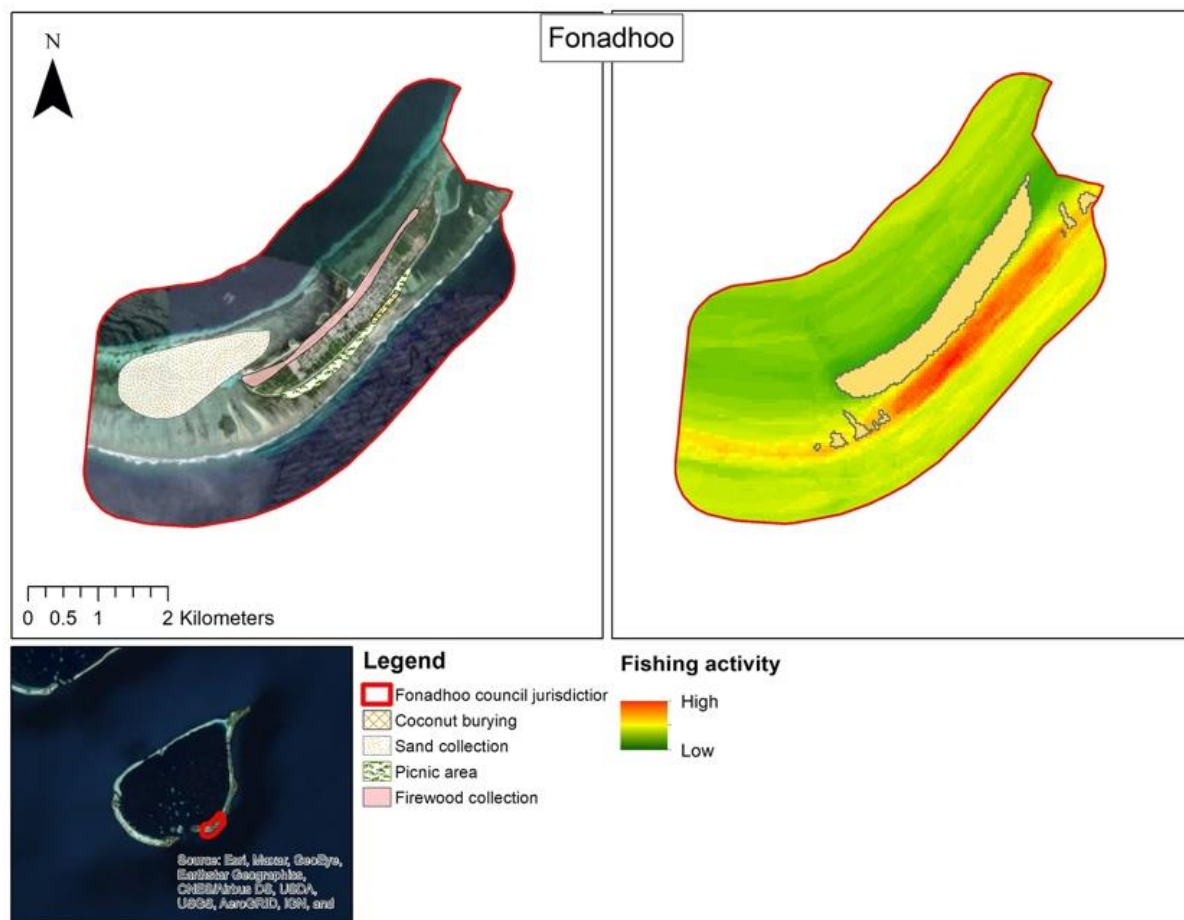 Fonadhoo
N
0 0.5 1 2 Kilometers
Legend
Fonadhoo council jurisdictior
Coconut burying
Sand collection
Picnic area
Firewood collection
Fishing activity
High
Low
Source: Esri, Maxar, GeoEye,
Earthstar Geographics,
CNES/Airbus DS, USDA,
USGS, AeroGRID, IGN, and